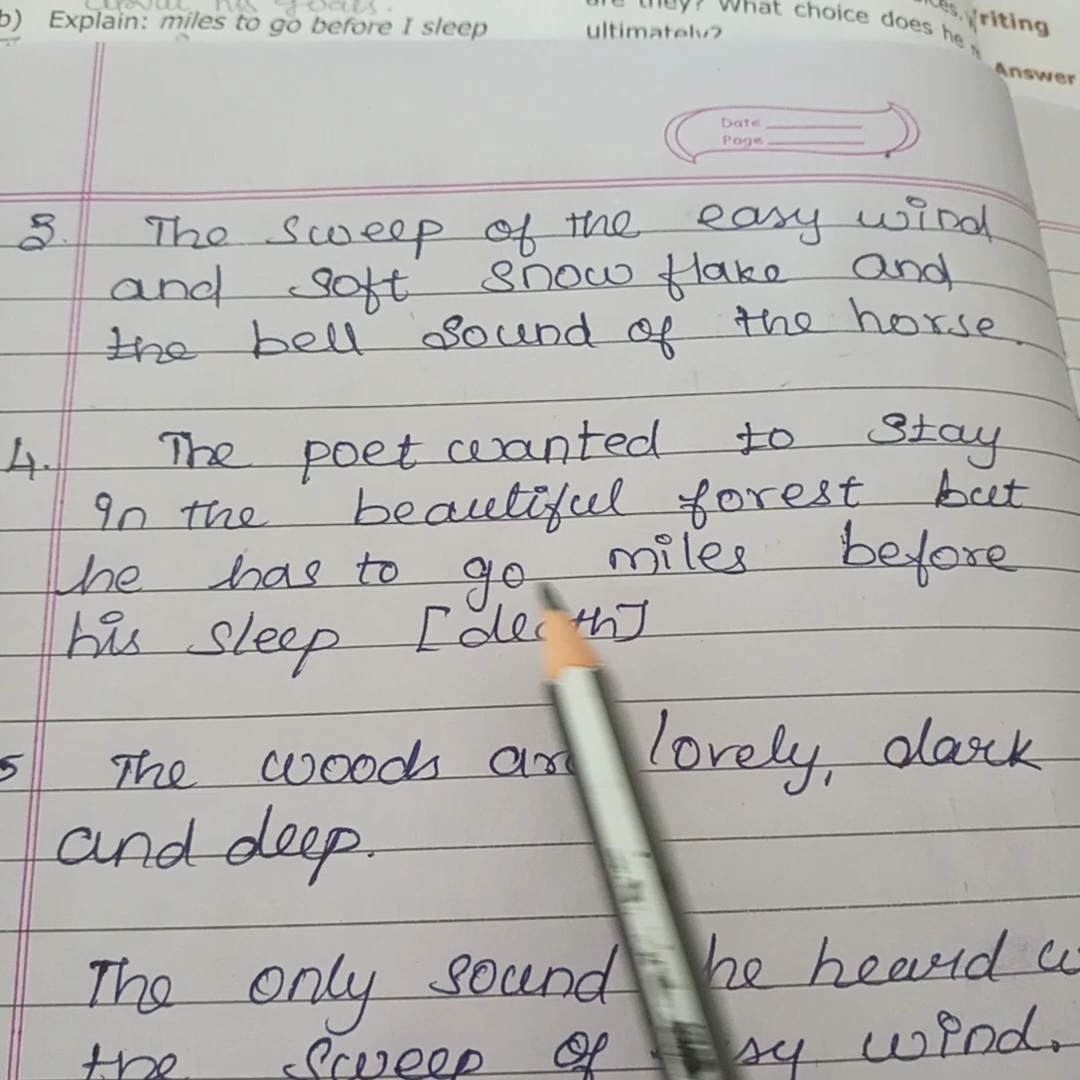 b) Explain: miles to go before I sleep
are they? What choice does he
ultimately?
riting
Answer
Date
Page
3. The sweep of the easy wind
and soft snow flake and
the bell sound of the horse.
4. The poet wanted to stay
In the beautiful forest but
he has to go miles before
his sleep [death]
5 The woods are lovely, dark
and deep.
The only sound he heard
the sweep of wind.